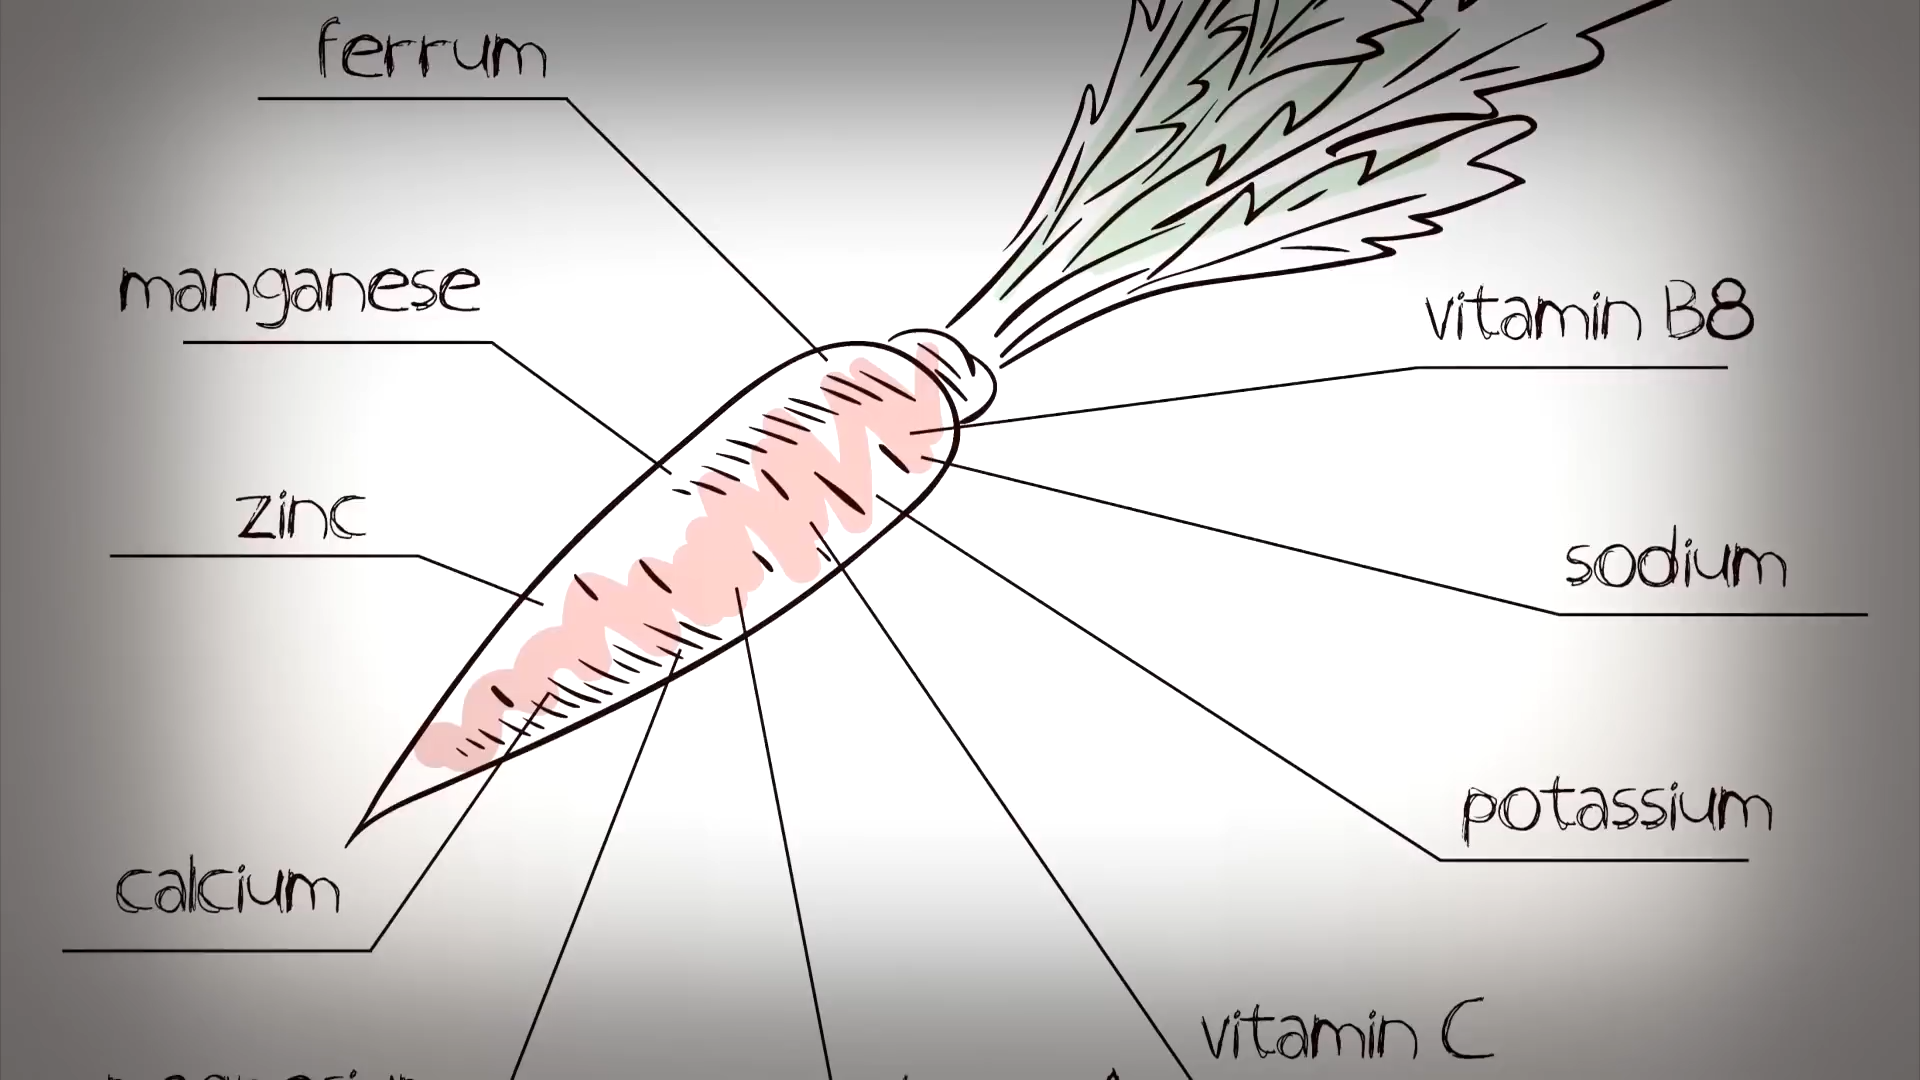 ferrum
manganese
vitamin B8
zinc
sodium
potassium
calcium
vitamin C